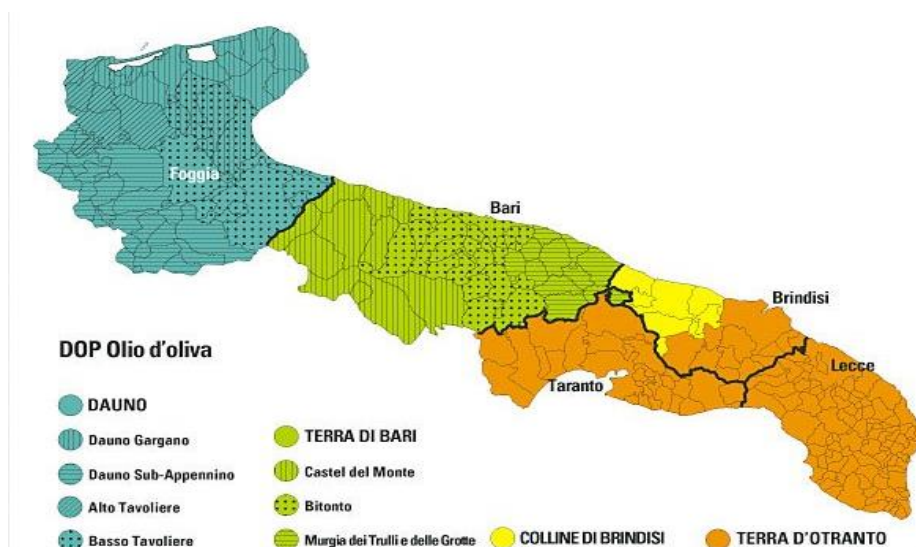 Foggia
Bari
Brindisi
Lecce
Taranto
DOP Olio d'oliva
DAUNO
Dauno Gargano
Dauno Sub-Appennino
Alto Tavoliere
Basso Tavoliere
TERRA DI BARI
Castel del Monte
Bitonto
Murgia dei Trulli e delle Grotte
COLLINE DI BRINDISI
TERRA D'OTRANTO